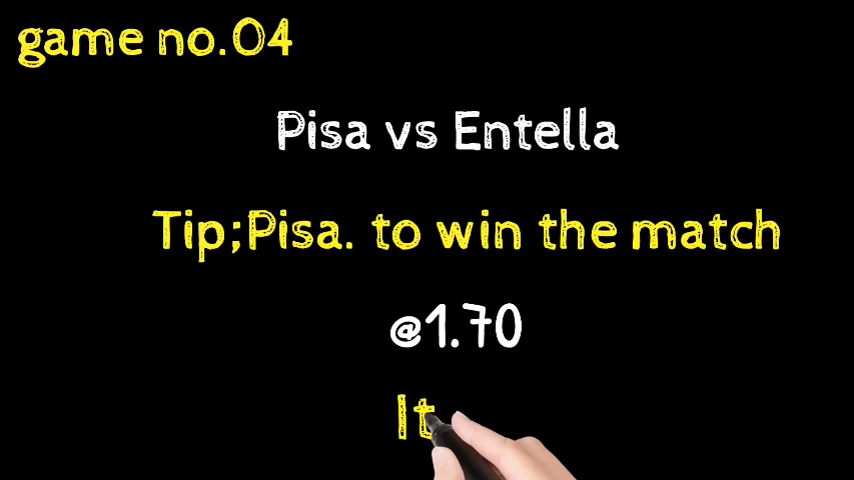 game no.04
Pisa vs Entella
Tip;Pisa. to win the match
@1.70
It